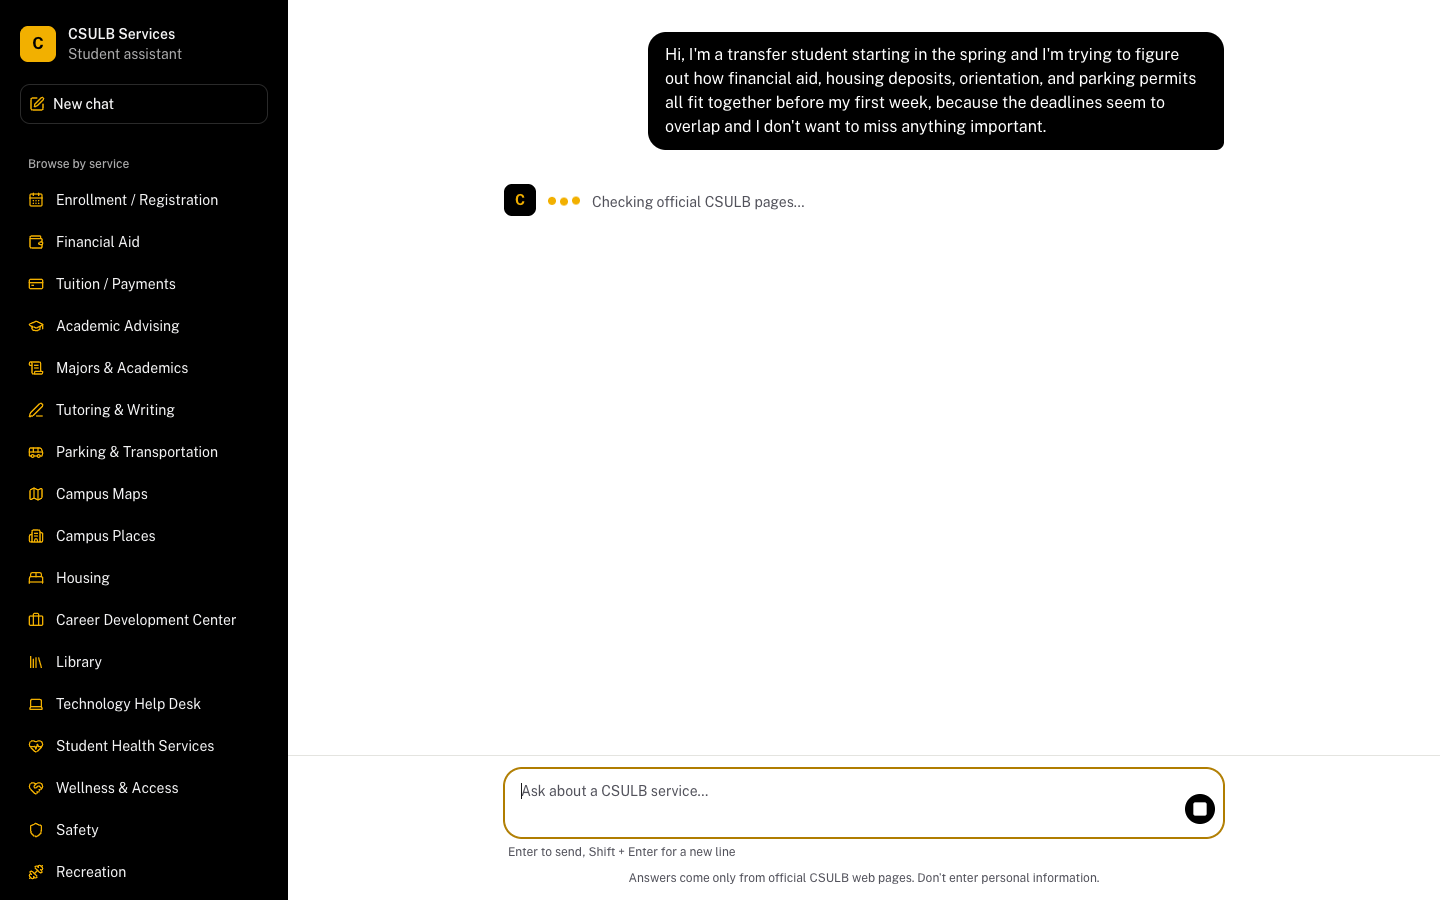 C
CSULB Services
Student assistant
New chat
Browse by service
Enrollment / Registration
Financial Aid
Tuition / Payments
Academic Advising
Majors & Academics
Tutoring & Writing
Parking & Transportation
Campus Maps
Campus Places
Housing
Career Development Center
Library
Technology Help Desk
Student Health Services
Wellness & Access
Safety
Recreation
Hi, I'm a transfer student starting in the spring and I'm trying to figure
out how financial aid, housing deposits, orientation, and parking permits
all fit together before my first week, because the deadlines seem to
overlap and I don't want to miss anything important.
C
Checking official CSULB pages...
Ask about a CSULB service...
Enter to send, Shift + Enter for a new line
Answers come only from official CSULB web pages. Don't enter personal information.